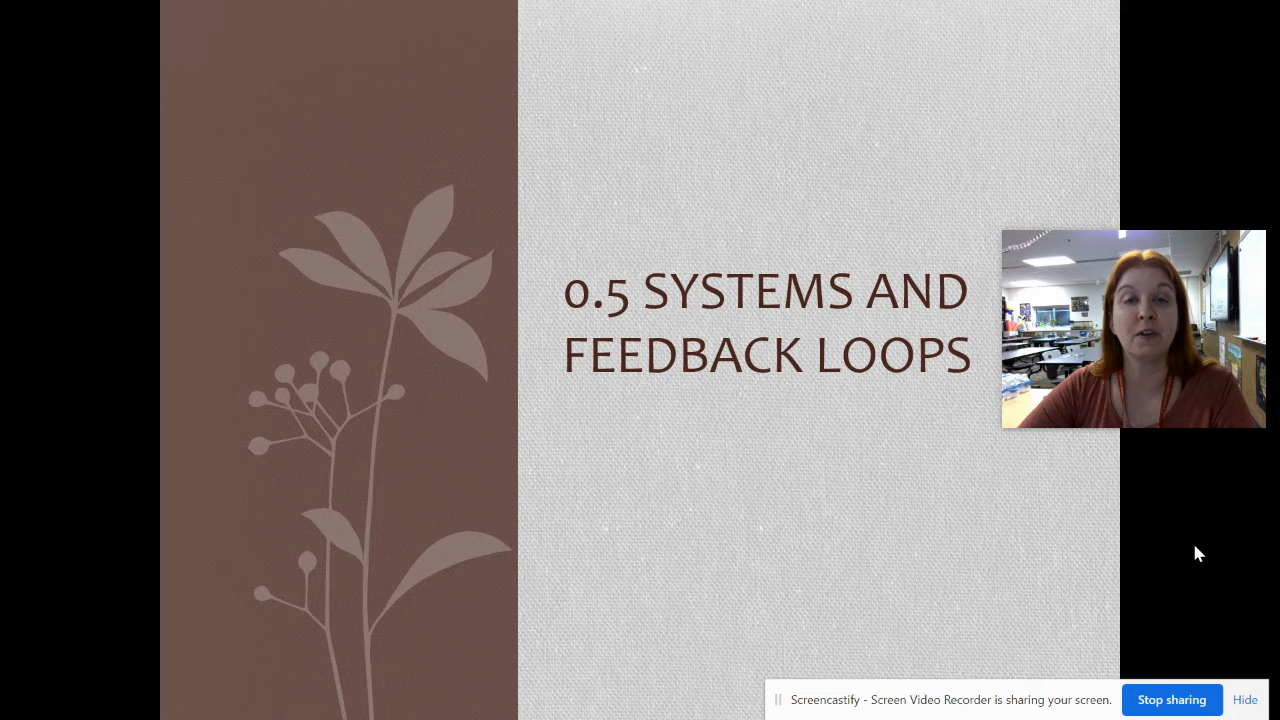 0.5 SYSTEMS AND
FEEDBACK LOOPS
Screencastify - Screen Video Recorder is sharing your screen.
Stop sharing
Hide